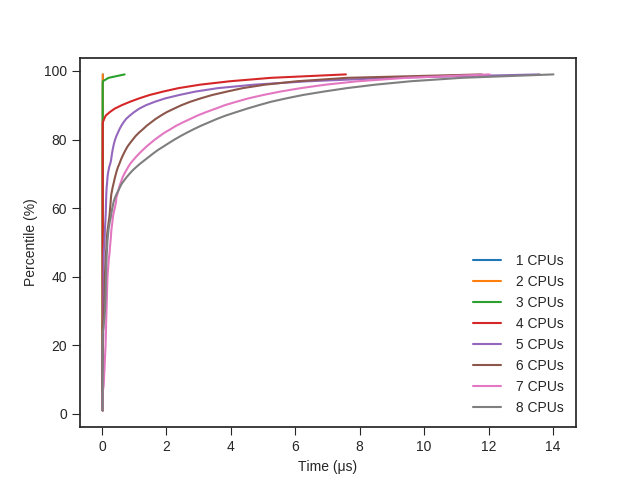 100
80
60
40
20
0
Percentile (%)
1 CPUs
2 CPUs
3 CPUs
4 CPUs
5 CPUs
6 CPUs
7 CPUs
8 CPUs
0 2 4 6 8 10 12 14
Time (μs)